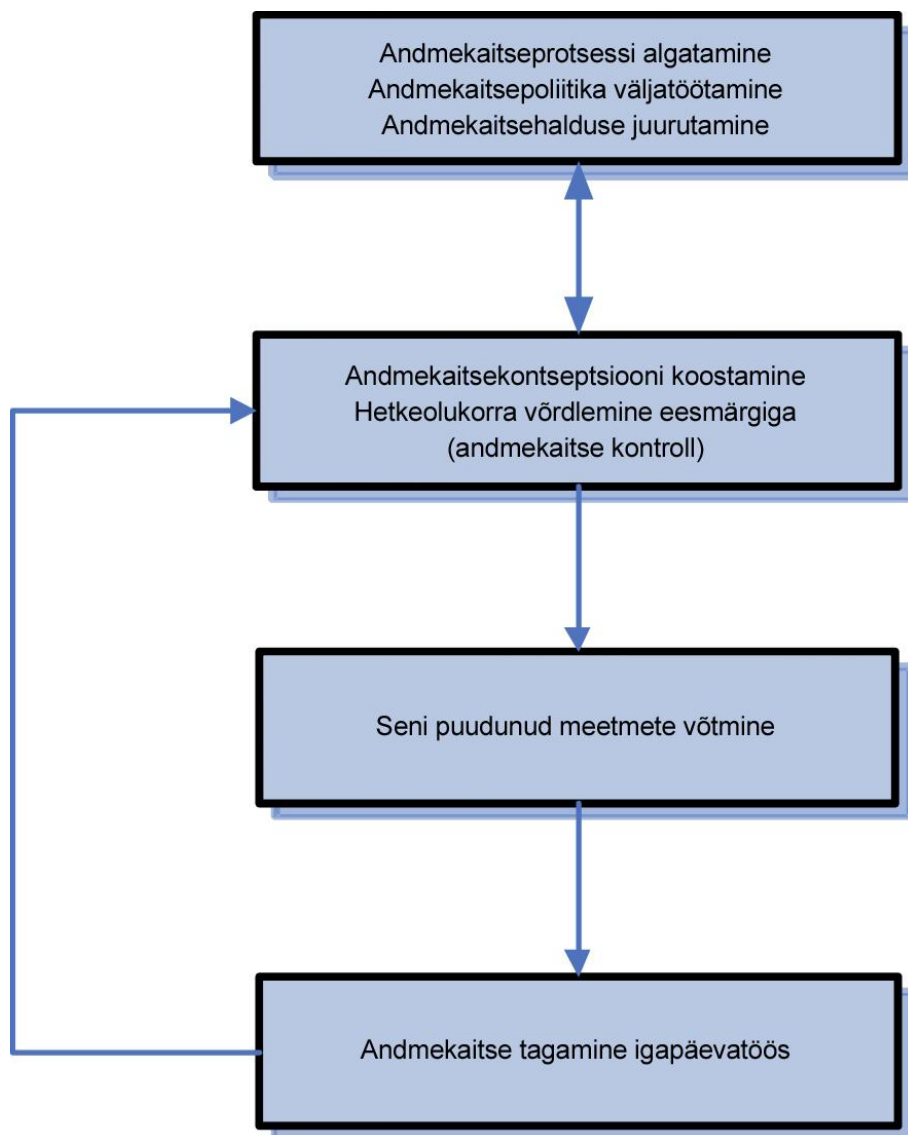 Andmekaitseprotsessi algatamine
Andmekaitsepoliitika väljatöötamine
Andmekaitsehalduse juurutamine
Andmekaitsekontseptsiooni koostamine
Hetkeolukorra võrdlemine eesmärgiga
(andmekaitse kontroll)
Seni puudunud meetmete võtmine
Andmekaitse tagamine igapäevatöös